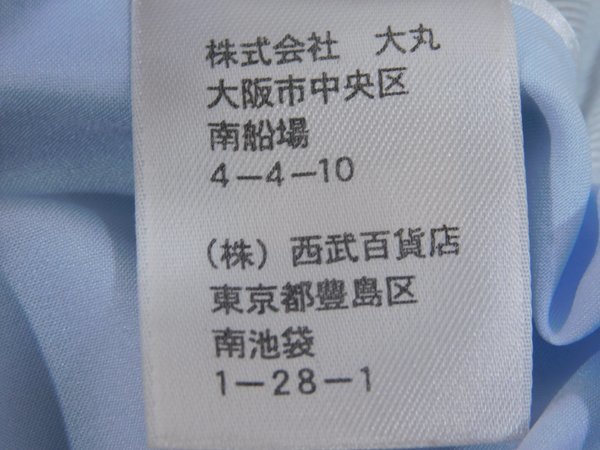 株式会社 大丸
大阪市中央区
南船場
4-4-10
(株) 西武百貨店
東京都豊島区
南池袋
1-28-1